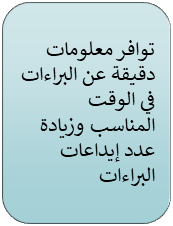 توافر معلومات
دقيقة عن البراءات
في الوقت
المناسب وزيادة
عدد إيداعات
البراءات